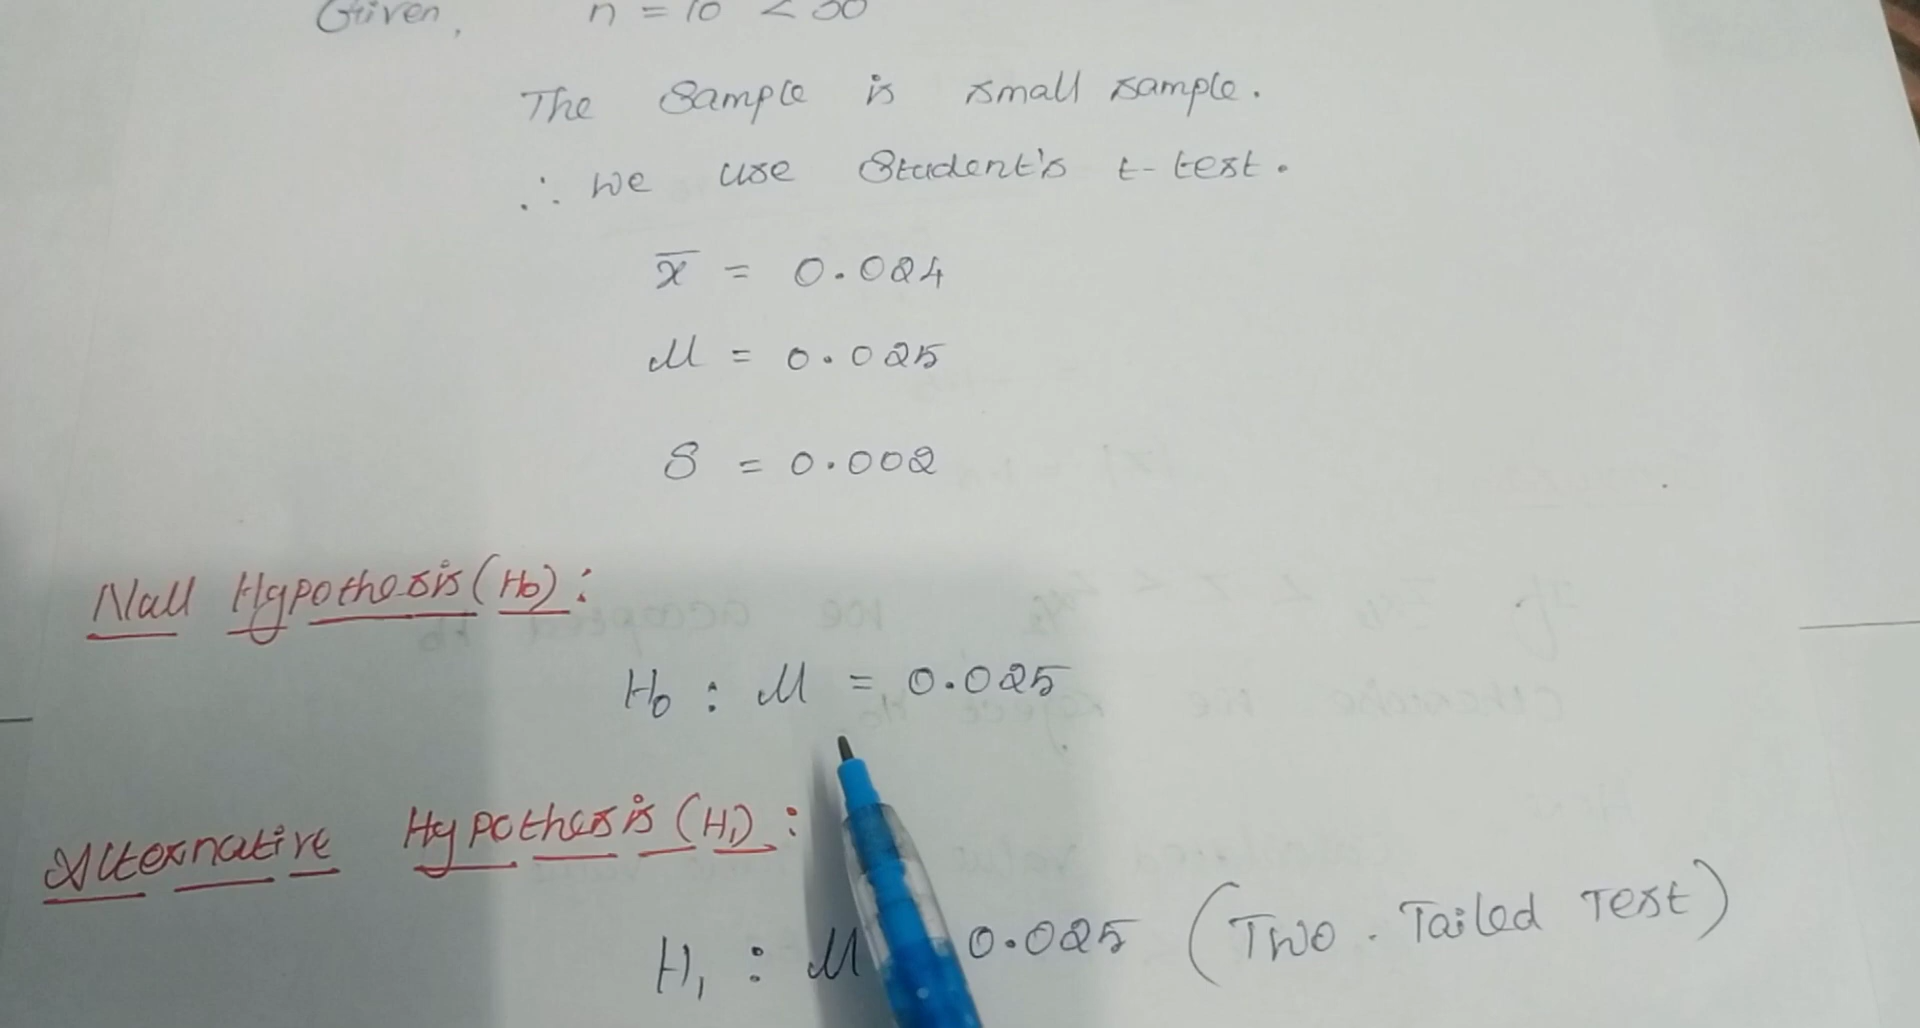 Given, n = 10 < 30
The Sample is small sample.
∴ we use Student's t-test.
x̄ = 0.024
μ = 0.025
S = 0.002
Null Hypothesis (H₀):
H₀ : μ = 0.025
Alternative Hypothesis (H₁):
H₁ : μ 0.025 (Two-Tailed Test)